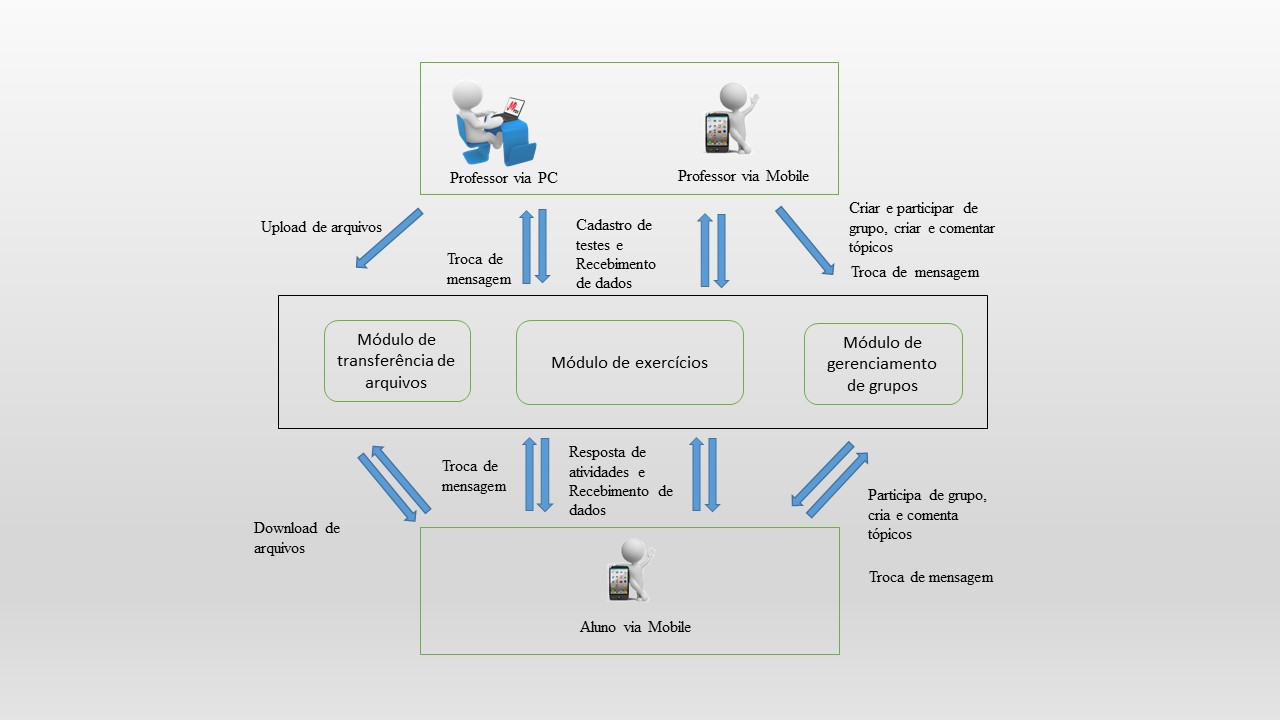 Professor via PC
Professor via Mobile
Upload de arquivos
Troca de
mensagem
Cadastro de
testes e
Recebimento
de dados
Criar e participar de
grupo, criar e comentar
tópicos
Troca de mensagem
Módulo de
transferência de
arquivos
Módulo de exercícios
Módulo de
gerenciamento
de grupos
Download de
arquivos
Troca de
mensagem
Resposta de
atividades e
Recebimento de
dados
Participa de grupo,
cria e comenta
tópicos
Troca de mensagem
Aluno via Mobile